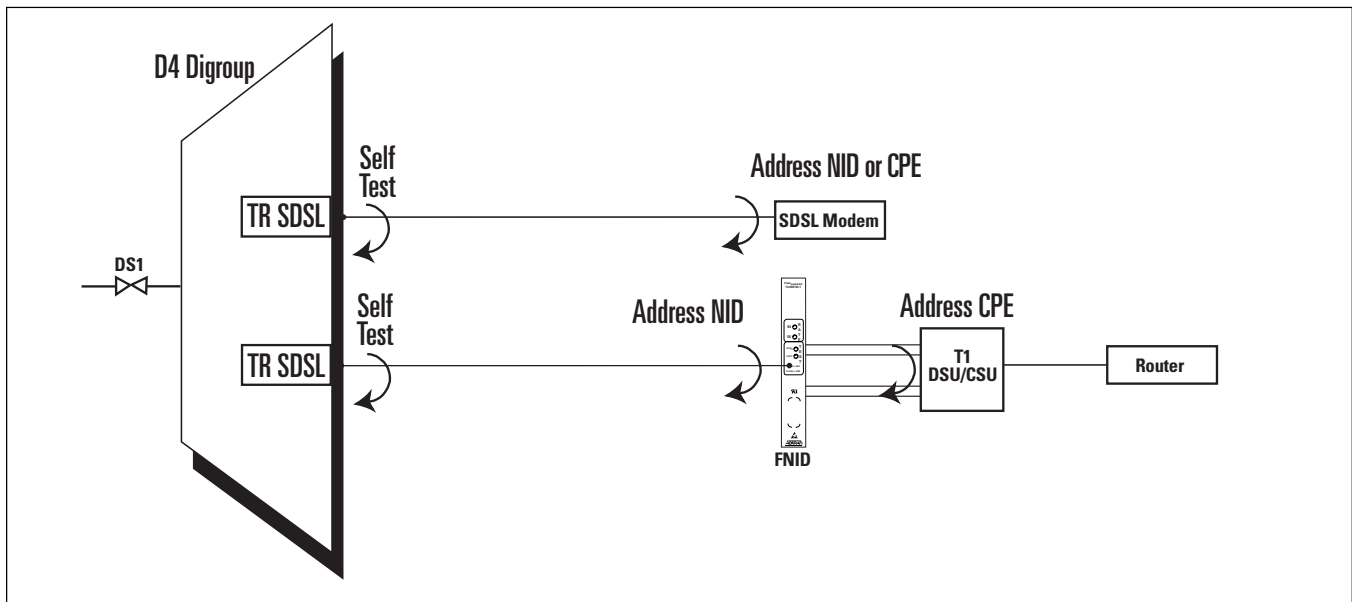 D4 Digroup
Self
Test
Address NID or CPE
TR SDSL
SDSL Modem
DS1
Self
Test
Address NID
Address CPE
TR SDSL
T1
DSU/CSU
Router
FNID